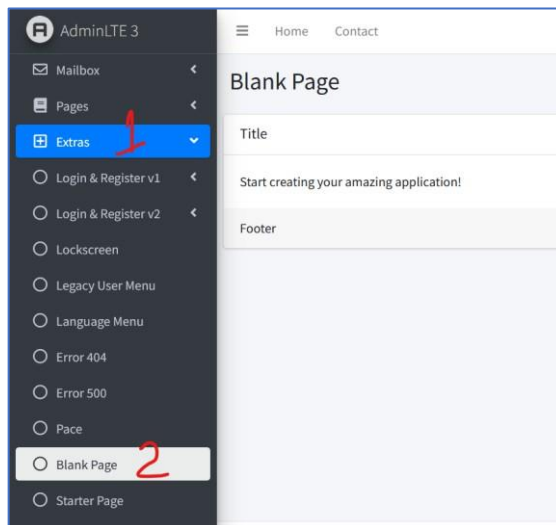 A AdminLTE 3
Home Contact
Mailbox
Pages
Extras 1
Login & Register v1
Login & Register v2
Lockscreen
Legacy User Menu
Language Menu
Error 404
Error 500
Pace
Blank Page 2
Starter Page
Blank Page
Title
Start creating your amazing application!
Footer